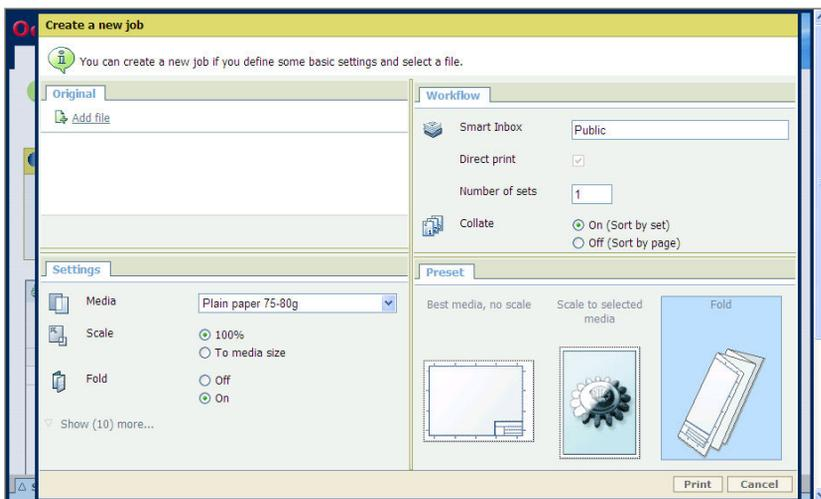 Create a new job
You can create a new job if you define some basic settings and select a file.
Original
Add file
Workflow
Smart Inbox
Public
Direct print
Number of sets
1
Collate
On (Sort by set)
Off (Sort by page)
Settings
Media
Plain paper 75-80g
Scale
100%
To media size
Fold
Off
On
Show (10) more...
Preset
Best media, no scale
Scale to selected
media
Fold
Print
Cancel